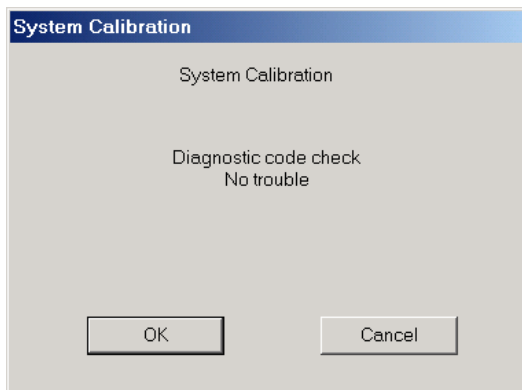 System Calibration
System Calibration
Diagnostic code check
No trouble
OK
Cancel